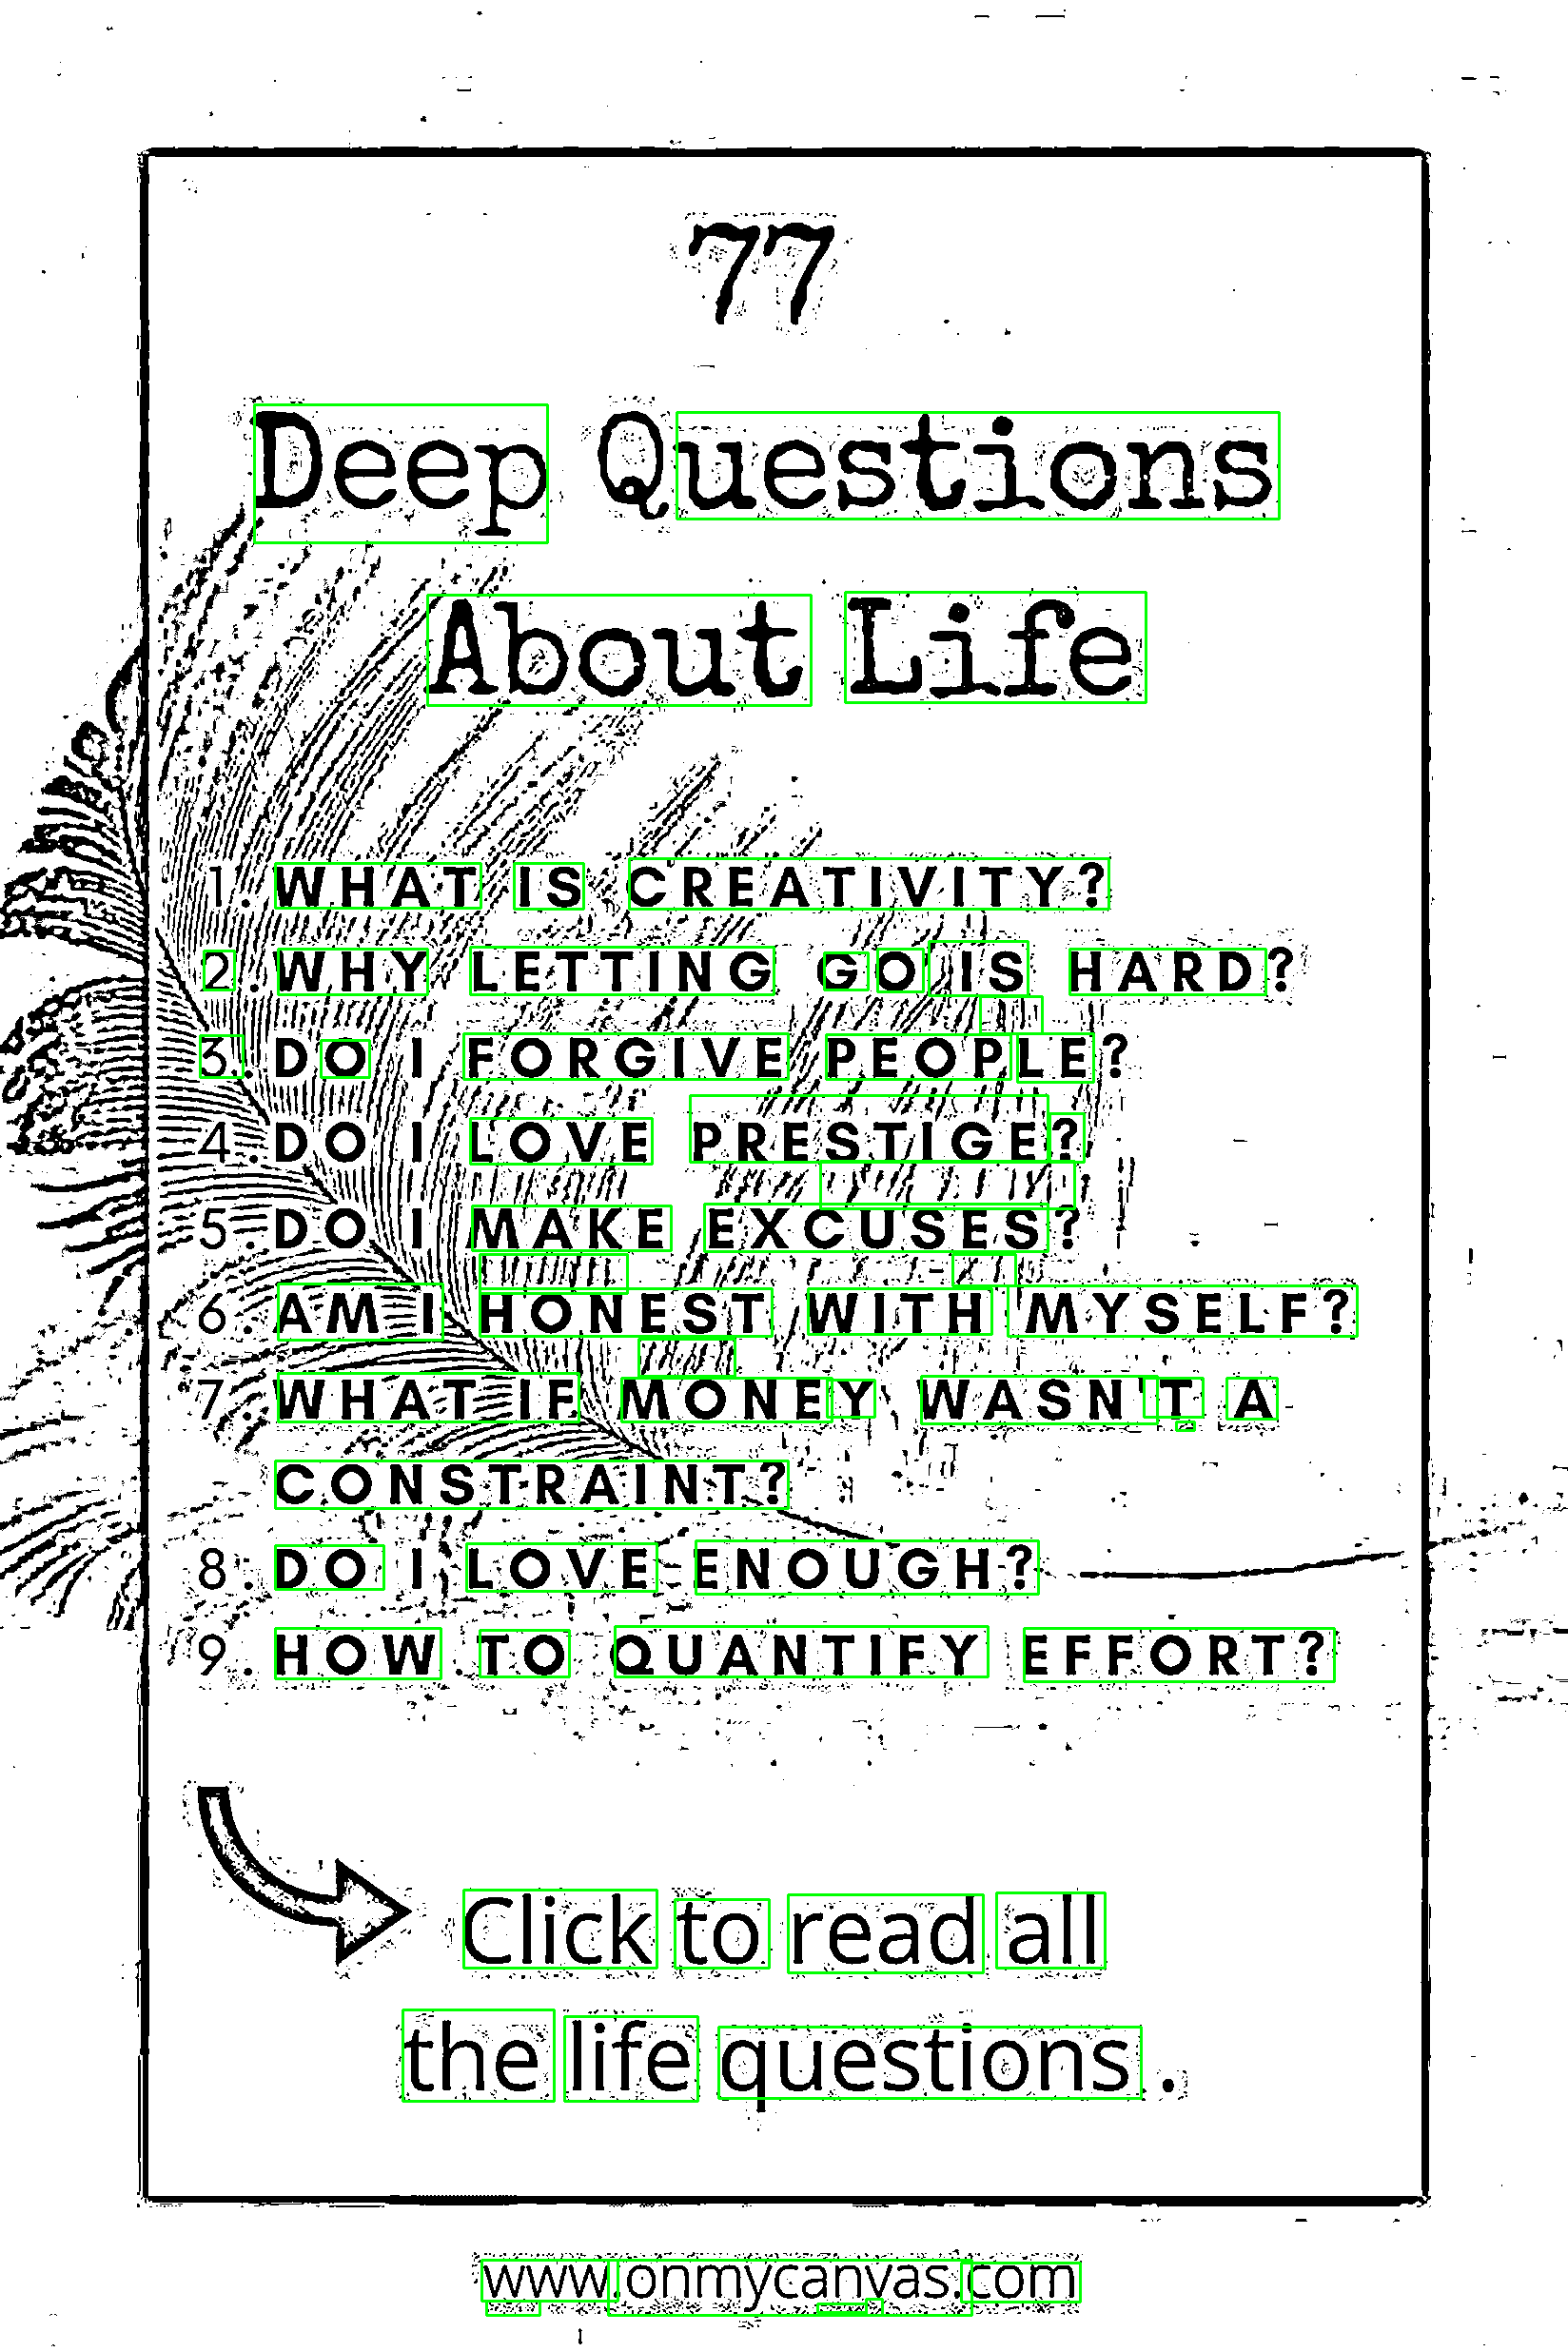 77
Deep Questions
About Life
1. WHAT IS CREATIVITY?
2. WHY LETTING GO IS HARD?
3. DO I FORGIVE PEOPLE?
4. DO I LOVE PRESTIGE?
5. DO I MAKE EXCUSES?
6. AM I HONEST WITH MYSELF?
7. WHAT IF MONEY WASN'T A
CONSTRAINT?
8. DO I LOVE ENOUGH?
9. HOW TO QUANTIFY EFFORT?
Click to read all
the life questions.
www.onmycanvas.com